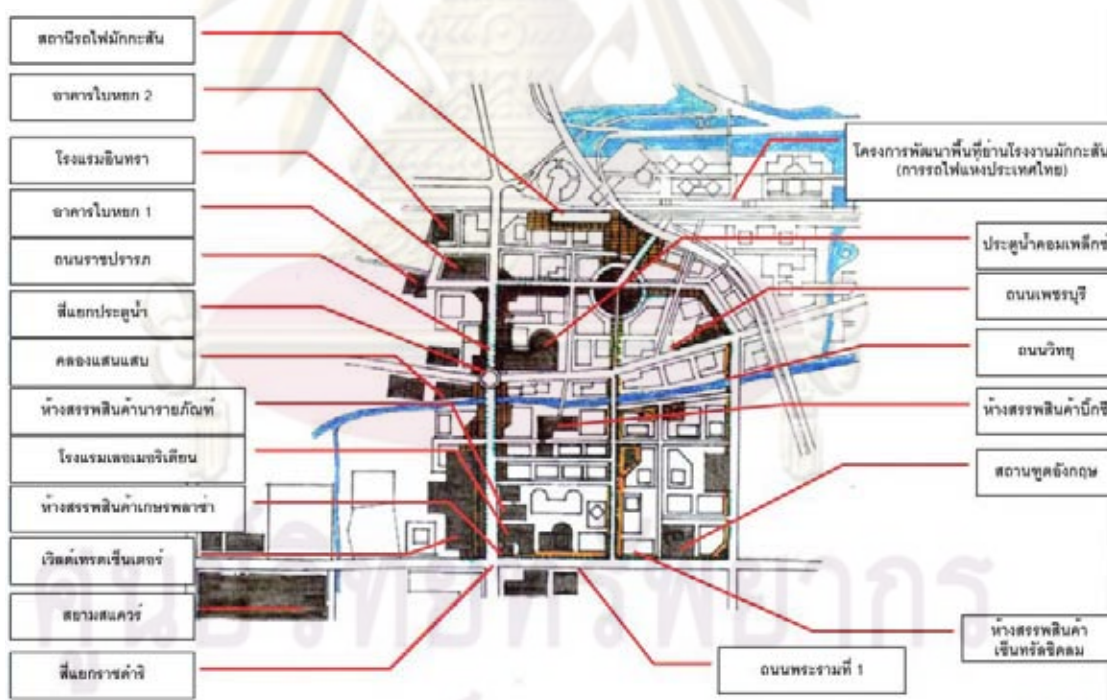 สถานีรถไฟมักกะสัน
อาคารใบหยก 2
โรงแรมอินทรา
อาคารใบหยก 1
ถนนราชปรารภ
สี่แยกประตูน้ำ
คลองแสนแสบ
ห้างสรรพสินค้านารายภัณฑ์
โรงแรมเลอเมอริเดียน
ห้างสรรพสินค้าเกษรพลาซ่า
เวิลด์เทรดเซ็นเตอร์
สยามสแควร์
สี่แยกราชดำริ
โครงการพัฒนาพื้นที่ย่านโรงงานมักกะสัน
(การรถไฟแห่งประเทศไทย)
ประตูน้ำคอมเพล็กซ์
ถนนเพชรบุรี
ถนนวิทยุ
ห้างสรรพสินค้าบิ๊กซี
สถานทูตอังกฤษ
ห้างสรรพสินค้า
เซ็นทรัลชิดลม
ถนนพระรามที่ 1
ศูนย์วิทยทรัพยากร